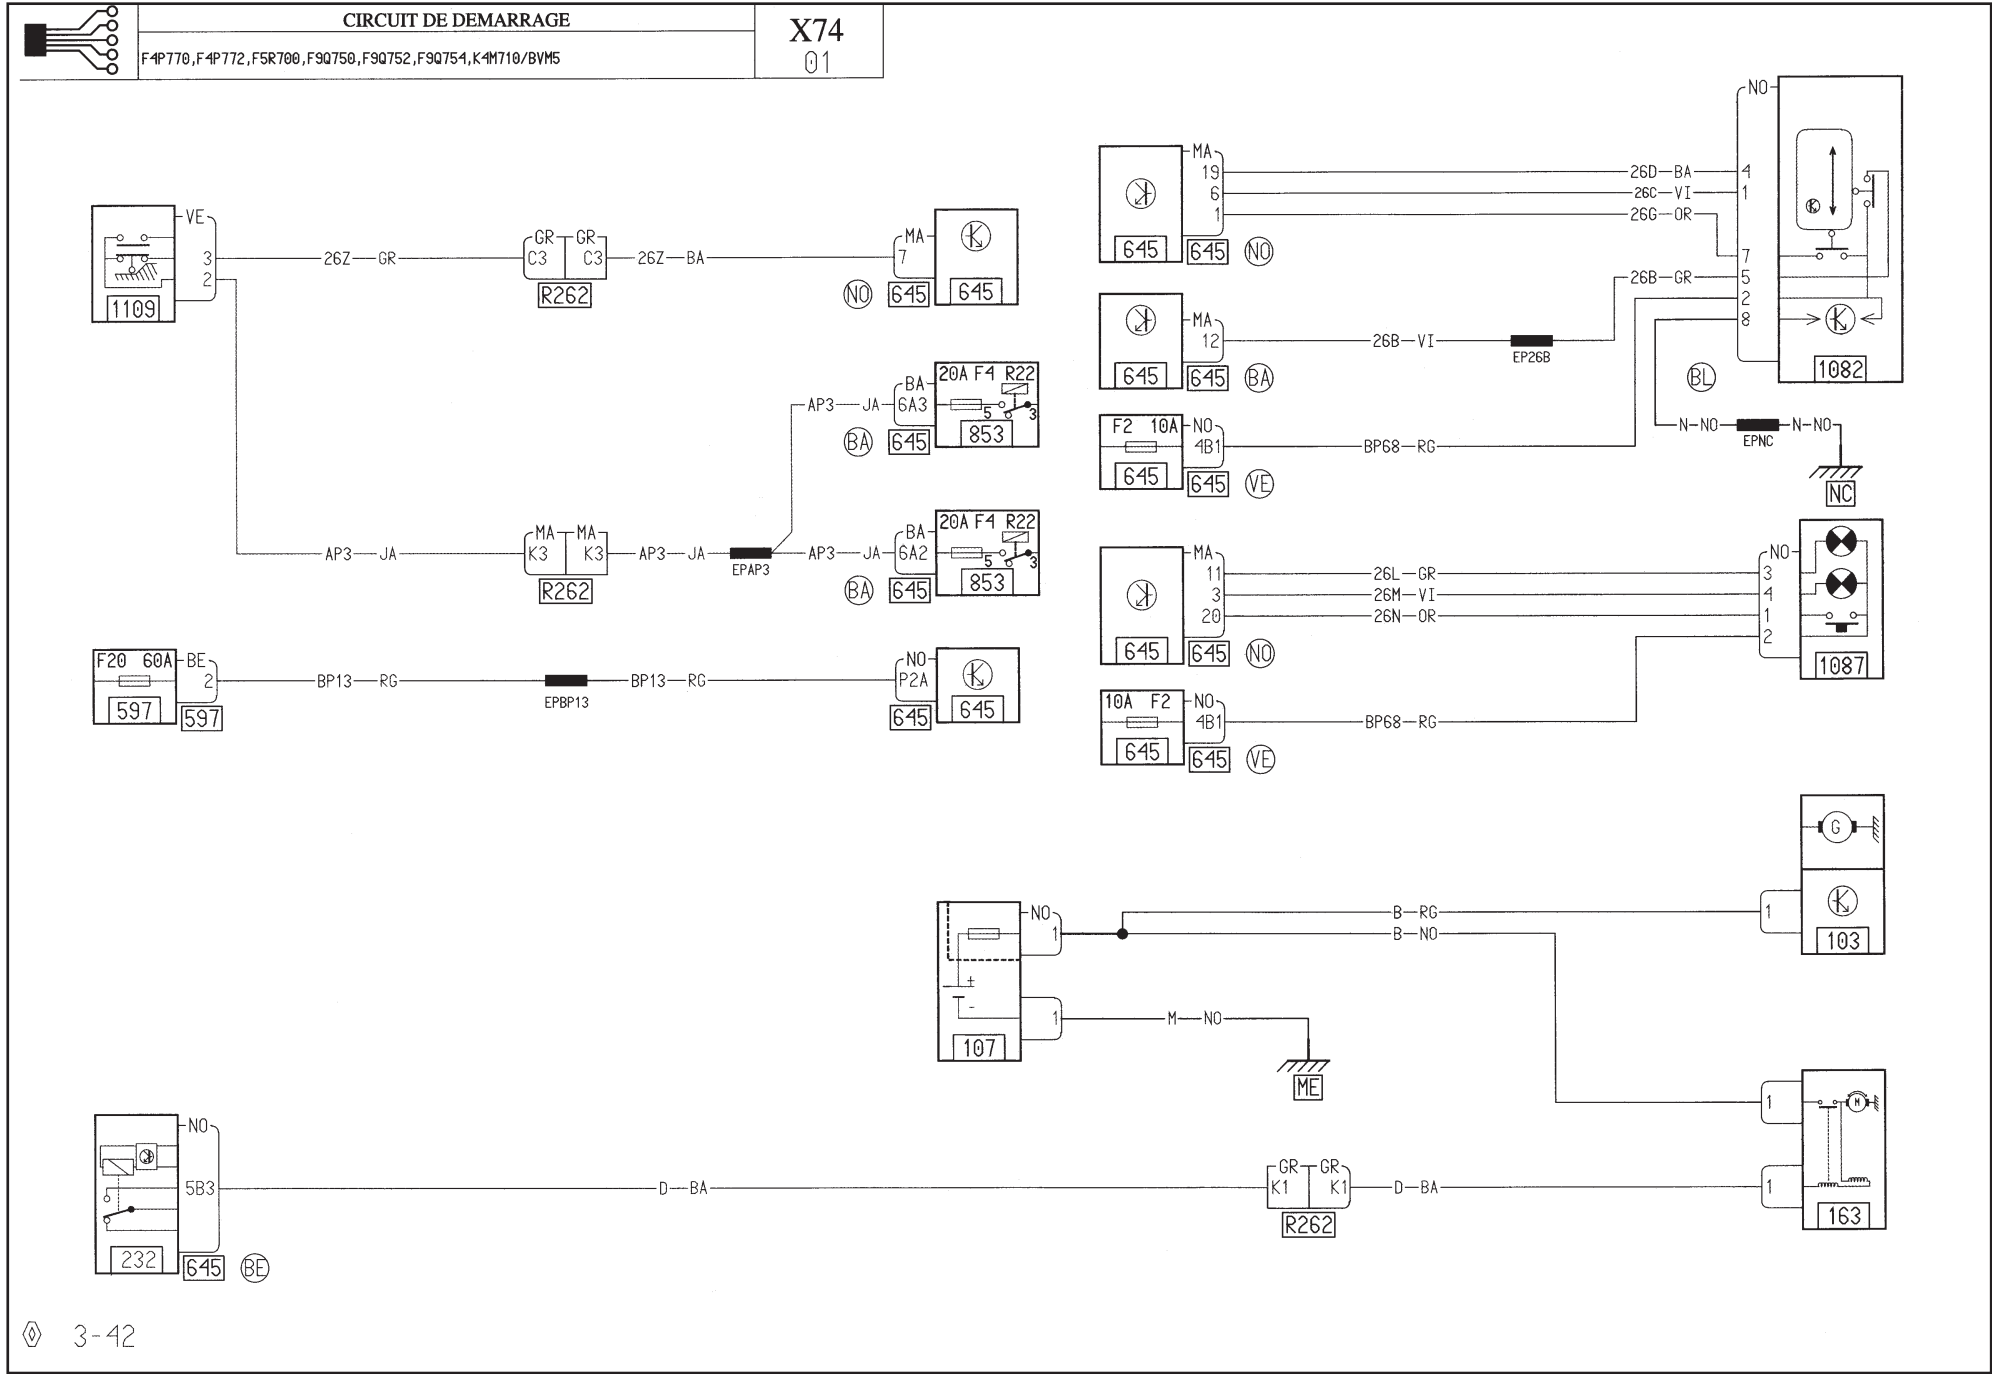 CIRCUIT DE DEMARRAGE
F4P770,F4P772,F5R700,F9Q750,F9Q752,F9Q754,K4M710/BVM5
X74
01
VE
3
2
1109
26Z GR
GR GR
C3 C3
R262
26Z BA
MA
7
NO
645
645
20A F4 R22
BA
6A3
5
3
853
BA
645
AP3 JA
AP3 JA
MA MA
K3 K3
R262
AP3 JA
EPAP3
AP3 JA
20A F4 R22
BA
6A2
5
3
853
BA
645
F20 60A
BE
2
597
597
BP13 RG
EPBP13
BP13 RG
NO
P2A
645
645
MA
19
6
1
645
645
NO
26D BA
26C VI
26G OR
26B GR
NO
4
1
7
5
2
8
1082
BL
MA
12
645
645
BA
26B VI
EP26B
F2 10A
NO
4B1
645
645
VE
BP68 RG
N NO
EPNC
N NO
NC
MA
11
3
20
645
645
NO
26L GR
26M VI
26N OR
NO
3
4
1
2
1087
10A F2
NO
4B1
645
645
VE
BP68 RG
G
1
103
NO
1
+
-
1
107
B RG
B NO
M NO
ME
1
M
1
163
NO
5B3
232
645
BE
D BA
GR GR
K1 K1
R262
D BA
3-42